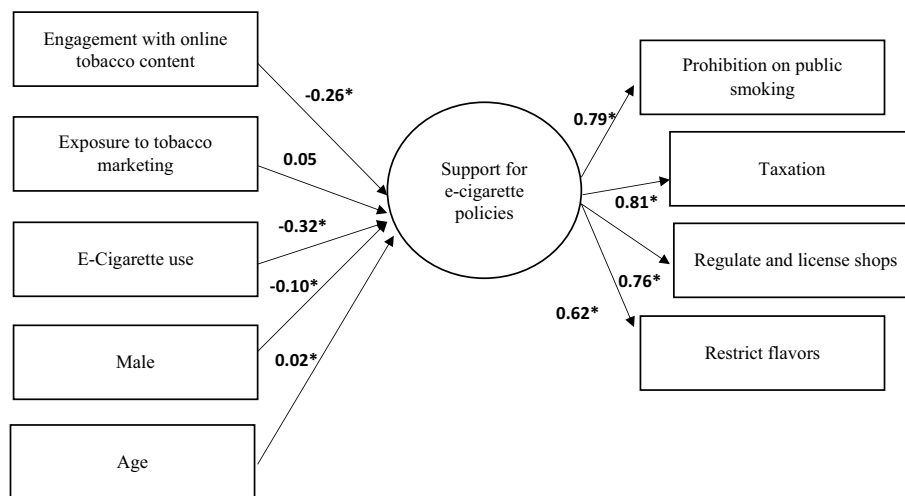 Engagement with online
tobacco content
-0.26*
Exposure to tobacco
marketing
0.05
E-Cigarette use
-0.32*
Male
-0.10*
Age
0.02*
Support for
e-cigarette
policies
Prohibition on public
smoking
0.79*
Taxation
0.81*
Regulate and license shops
0.76*
Restrict flavors
0.62*